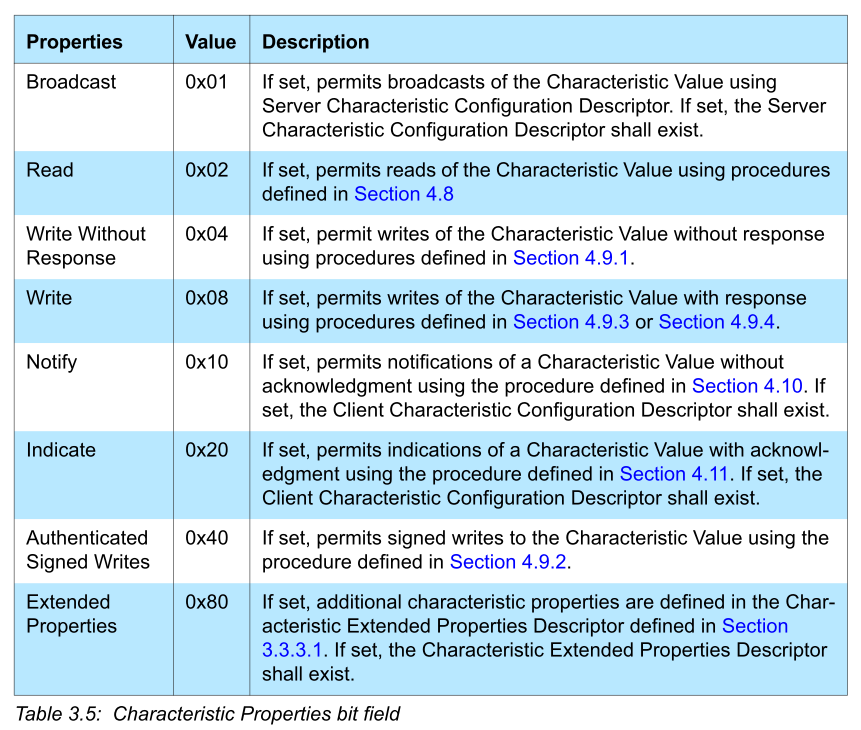 Properties Value Description
Broadcast 0x01 If set, permits broadcasts of the Characteristic Value using
Server Characteristic Configuration Descriptor. If set, the Server
Characteristic Configuration Descriptor shall exist.
Read 0x02 If set, permits reads of the Characteristic Value using procedures
defined in Section 4.8
Write Without 0x04 If set, permit writes of the Characteristic Value without response
Response using procedures defined in Section 4.9.1.
Write 0x08 If set, permits writes of the Characteristic Value with response
using procedures defined in Section 4.9.3 or Section 4.9.4.
Notify 0x10 If set, permits notifications of a Characteristic Value without
acknowledgment using the procedure defined in Section 4.10. If
set, the Client Characteristic Configuration Descriptor shall exist.
Indicate 0x20 If set, permits indications of a Characteristic Value with acknowl-
edgment using the procedure defined in Section 4.11. If set, the
Client Characteristic Configuration Descriptor shall exist.
Authenticated 0x40 If set, permits signed writes to the Characteristic Value using the
Signed Writes procedure defined in Section 4.9.2.
Extended 0x80 If set, additional characteristic properties are defined in the Char-
Properties acteristic Extended Properties Descriptor defined in Section
3.3.3.1. If set, the Characteristic Extended Properties Descriptor
shall exist.
Table 3.5: Characteristic Properties bit field